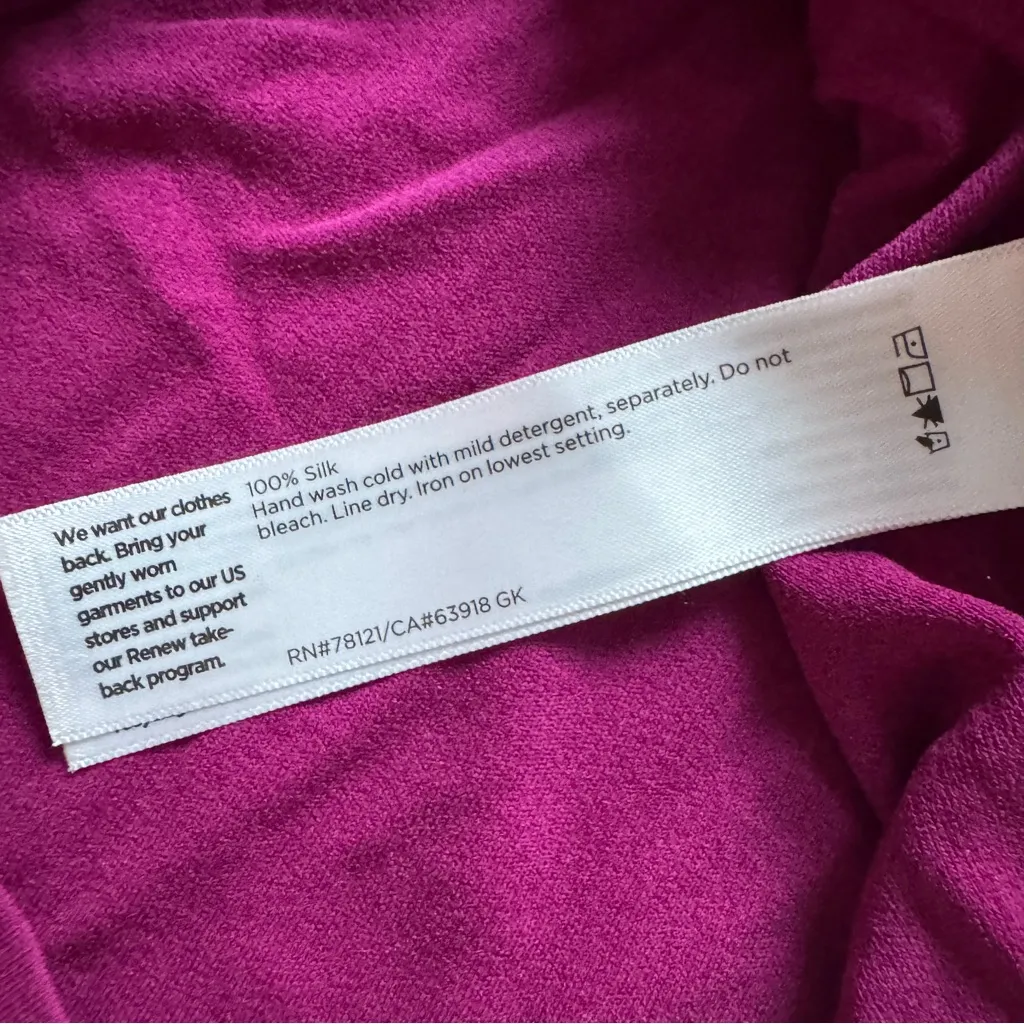 We want our clothes
back. Bring your
gently worn
garments to our US
stores and support
our Renew take-
back program.
100% Silk
Hand wash cold with mild detergent, separately. Do not
bleach. Line dry. Iron on lowest setting.
RN#78121/CA#63918 GK